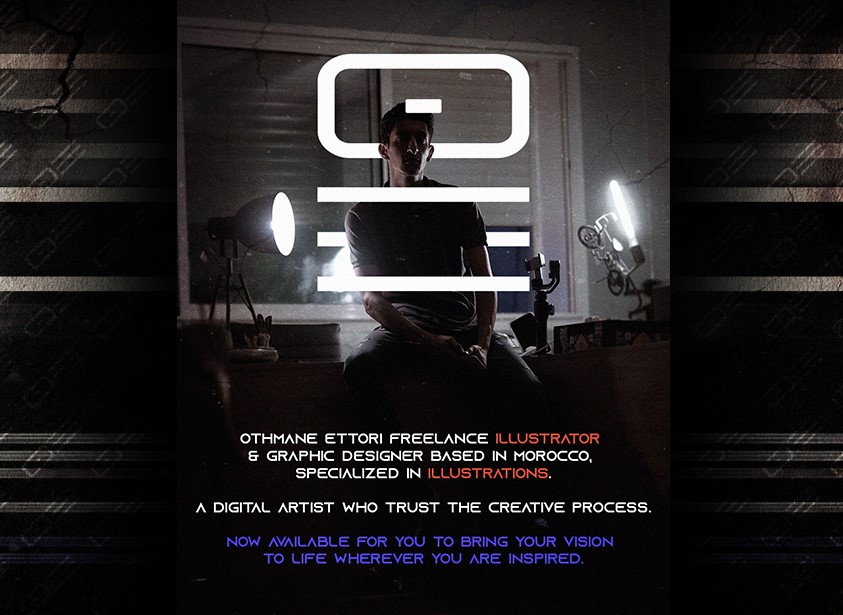 OTHMANE ETTORI FREELANCE ILLUSTRATOR
& GRAPHIC DESIGNER BASED IN MOROCCO,
SPECIALIZED IN ILLUSTRATIONS.
A DIGITAL ARTIST WHO TRUST THE CREATIVE PROCESS.
NOW AVAILABLE FOR YOU TO BRING YOUR VISION
TO LIFE WHEREVER YOU ARE INSPIRED.